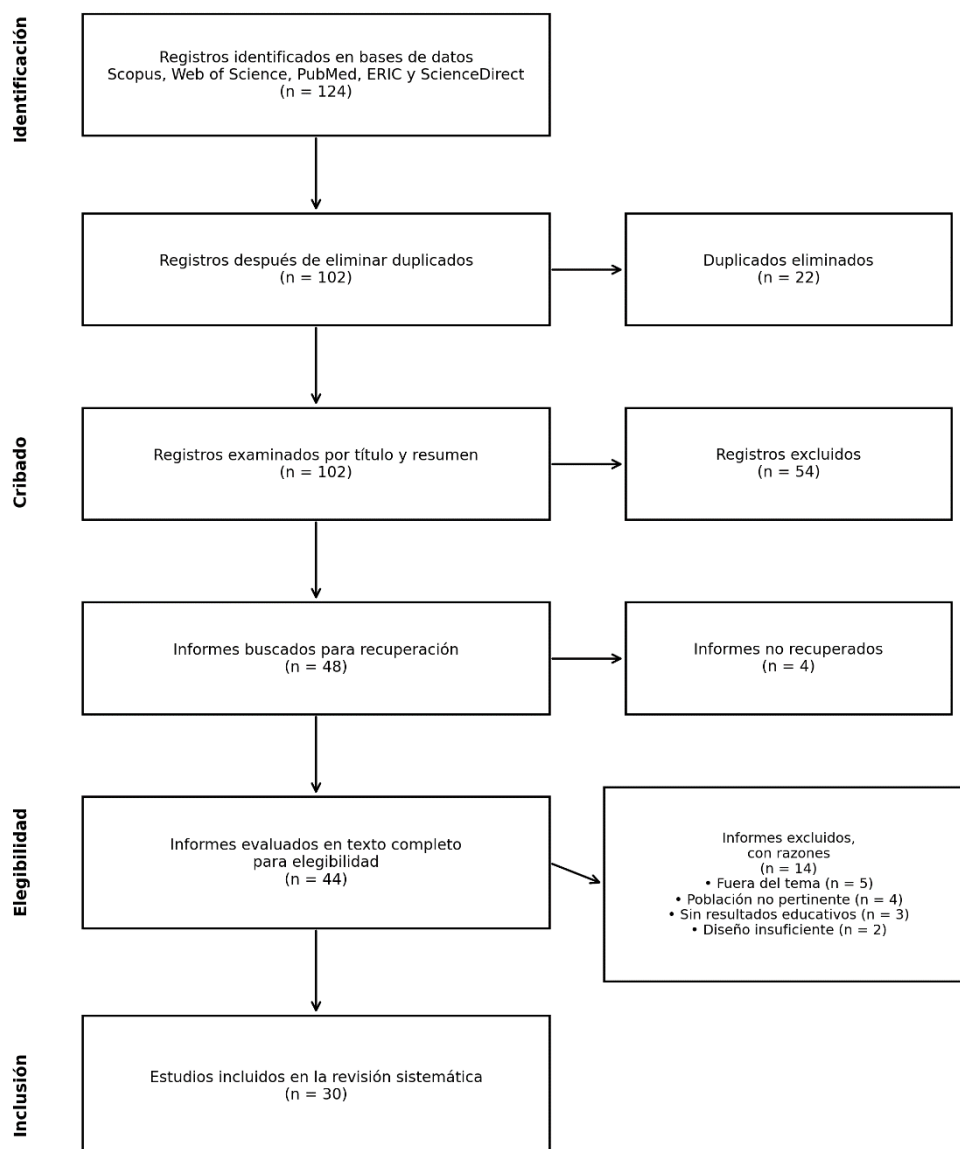 Identificación
Registros identificados en bases de datos
Scopus, Web of Science, PubMed, ERIC y ScienceDirect
(n = 124)
Registros después de eliminar duplicados
(n = 102)
Duplicados eliminados
(n = 22)
Cribado
Registros examinados por título y resumen
(n = 102)
Registros excluidos
(n = 54)
Informes buscados para recuperación
(n = 48)
Informes no recuperados
(n = 4)
Elegibilidad
Informes evaluados en texto completo
para elegibilidad
(n = 44)
Informes excluidos,
con razones
(n = 14)
• Fuera del tema (n = 5)
• Población no pertinente (n = 4)
• Sin resultados educativos (n = 3)
• Diseño insuficiente (n = 2)
Inclusión
Estudios incluidos en la revisión sistemática
(n = 30)